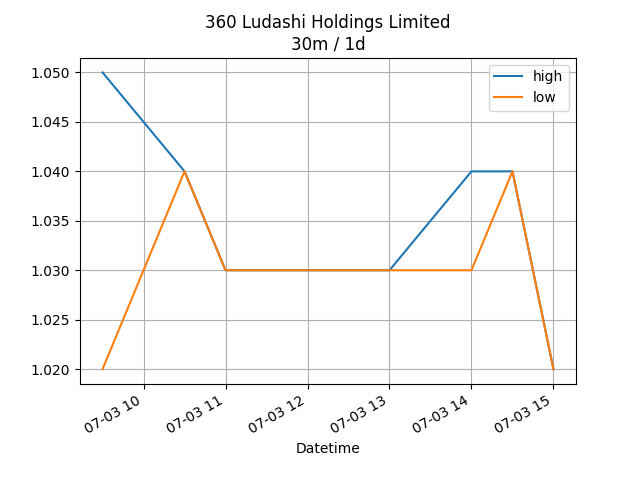 360 Ludashi Holdings Limited
30m / 1d
high
low
1.050
1.045
1.040
1.035
1.030
1.025
1.020
07-03 10
07-03 11
07-03 12
07-03 13
07-03 14
07-03 15
Datetime